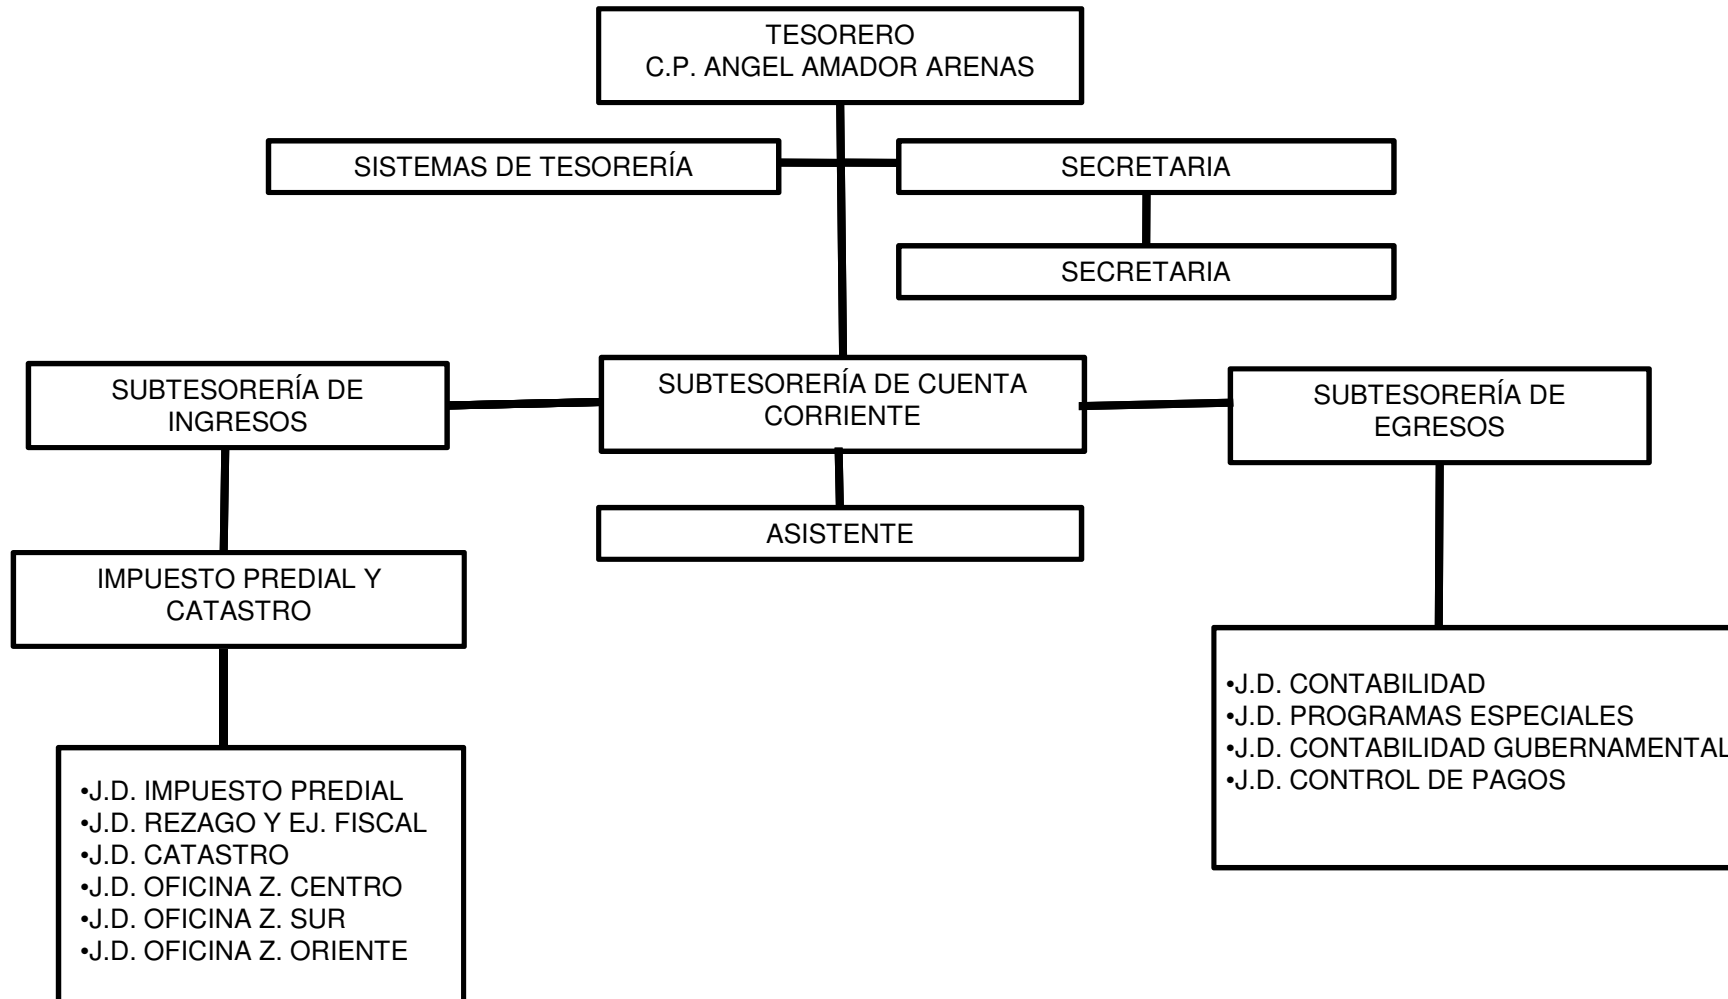 TESORERO
C.P. ANGEL AMADOR ARENAS
SISTEMAS DE TESORERÍA
SECRETARIA
SECRETARIA
SUBTESORERÍA DE
INGRESOS
SUBTESORERÍA DE CUENTA
CORRIENTE
SUBTESORERÍA DE
EGRESOS
ASISTENTE
IMPUESTO PREDIAL Y
CATASTRO
•J.D. CONTABILIDAD
•J.D. PROGRAMAS ESPECIALES
•J.D. CONTABILIDAD GUBERNAMENTAL
•J.D. CONTROL DE PAGOS
•J.D. IMPUESTO PREDIAL
•J.D. REZAGO Y EJ. FISCAL
•J.D. CATASTRO
•J.D. OFICINA Z. CENTRO
•J.D. OFICINA Z. SUR
•J.D. OFICINA Z. ORIENTE